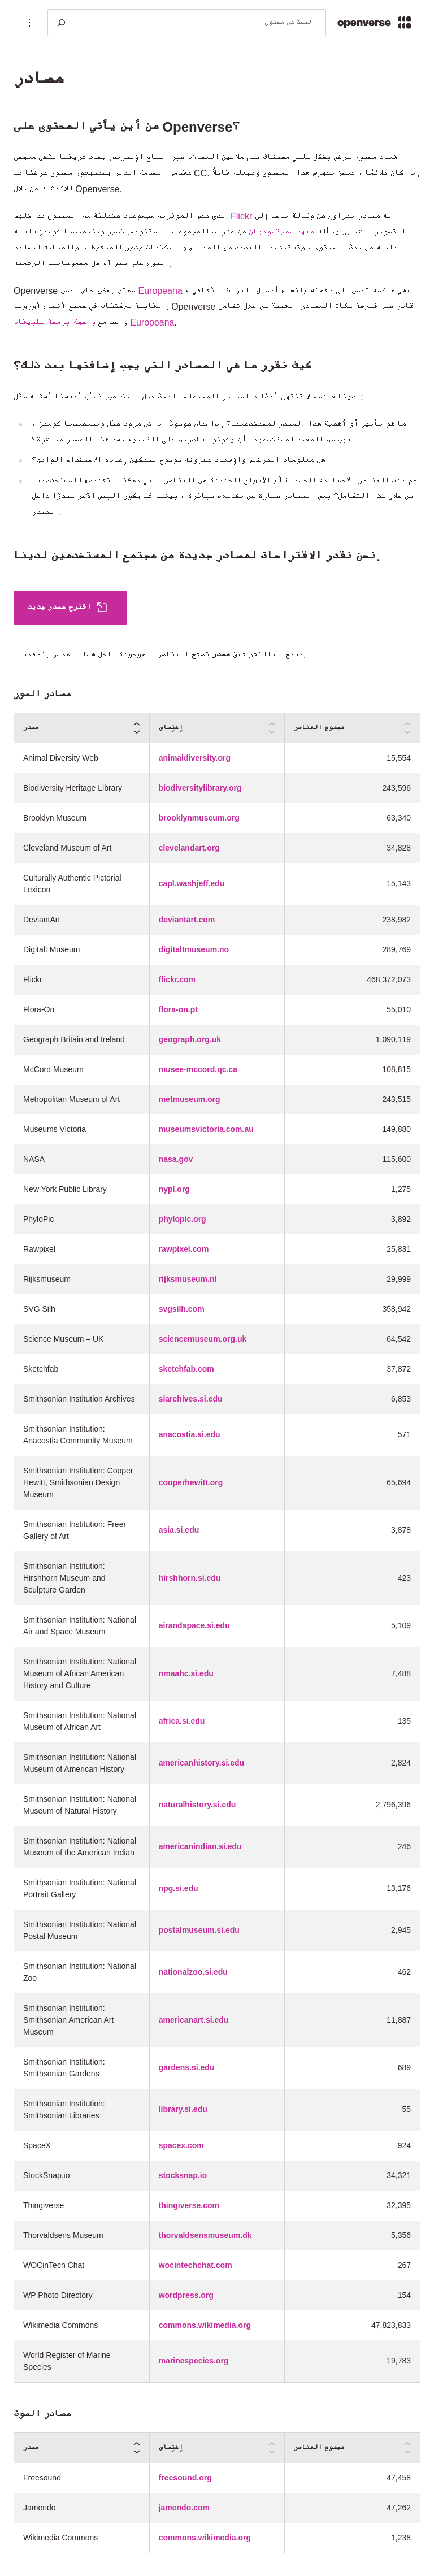 openverse
البحث عن محتوى
مصادر
من أين يأتي المحتوى على Openverse؟
هناك محتوى مرخص بشكل علني مستضاف على ملايين المجالات عبر اتساع الإنترنت. يحدد فريقنا بشكل منهجي
مقدمي الخدمة الذين يستضيفون محتوى مرخصًا بـ CC. إذا كان ملائمًا ، فنحن نفهرس هذا المحتوى ونجعله قابلاً
للإكتشاف من خلال Openverse.
لدى بعض الموفرين مجموعات مختلفة من المحتوى بداخلهم. Flickr له مصادر تتراوح من وكالة ناسا إلى
التصوير الشخصي. يتألف معهد سميثسونيان من عشرات المجموعات المتنوعة. تدير ويكيميديا كومنز سلسلة
كاملة من حيث المحتوى ، وتستخدمها العديد من المعارض والمكتبات ودور المحفوظات والمتاحف لتسليط
الضوء على بعض أو كل مجموعاتها الرقمية.
Openverse ممتن بشكل خاص لعمل Europeana ، وهي منظمة تعمل على رقمنة وإنشاء أعمال التراث الثقافي
القابلة للإكتشاف في جميع أنحاء أوروبا. Openverse قادر على فهرسة مئات المصادر القيمة من خلال تكامل
واحد مع واجهة برمجة تطبيقات Europeana.
كيف نقرر ما هي المصادر التي يجب إضافتها بعد ذلك؟
لدينا قائمة لا تنتهي أبدًا بالمصادر المحتملة للبحث قبل التكامل. نسأل أنفسنا أسئلة مثل:
ما هو تأثير أو أهمية هذا المصدر لمستخدمينا؟ إذا كان موجودًا داخل مزود مثل ويكيميديا كومنز ،
فهل من المفيد لمستخدمينا أن يكونوا قادرين على التصفية حسب هذا المصدر مباشرة؟
هل معلومات الترخيص والإسناد معروضة بوضوح لتمكين إعادة الاستخدام الواثق؟
كم عدد العناصر الإجمالية الجديدة أو الأنواع الجديدة من العناصر التي يمكننا تقديمهالمستخدمينا
من خلال هذا التكامل؟ بعض المصادر عبارة عن تكاملات مباشرة ، بينما قد يكون البعض الآخر مصدرًا داخل
المصدر.
نحن نقدر الاقتراحات لمصادر جديدة من مجتمع المستخدمين لدينا.
اقترح مصدر جديد
يتيح لك النقر فوق مصدر تصفح العناصر الموجودة داخل هذا المصدر وتصفيتها.
مصادر الصور
مصدر إختِصاص مجموع العناصر
Animal Diversity Web animaldiversity.org 15,554
Biodiversity Heritage Library biodiversitylibrary.org 243,596
Brooklyn Museum brooklynmuseum.org 63,340
Cleveland Museum of Art clevelandart.org 34,828
Culturally Authentic Pictorial
Lexicon capl.washjeff.edu 15,143
DeviantArt deviantart.com 238,982
Digitalt Museum digitaltmuseum.no 289,769
Flickr flickr.com 468,372,073
Flora-On flora-on.pt 55,010
Geograph Britain and Ireland geograph.org.uk 1,090,119
McCord Museum musee-mccord.qc.ca 108,815
Metropolitan Museum of Art metmuseum.org 243,515
Museums Victoria museumsvictoria.com.au 149,880
NASA nasa.gov 115,600
New York Public Library nypl.org 1,275
PhyloPic phylopic.org 3,892
Rawpixel rawpixel.com 25,831
Rijksmuseum rijksmuseum.nl 29,999
SVG Silh svgsilh.com 358,942
Science Museum – UK sciencemuseum.org.uk 64,542
Sketchfab sketchfab.com 37,872
Smithsonian Institution Archives siarchives.si.edu 6,853
Smithsonian Institution:
Anacostia Community Museum anacostia.si.edu 571
Smithsonian Institution: Cooper
Hewitt, Smithsonian Design
Museum cooperhewitt.org 65,694
Smithsonian Institution: Freer
Gallery of Art asia.si.edu 3,878
Smithsonian Institution:
Hirshhorn Museum and
Sculpture Garden hirshhorn.si.edu 423
Smithsonian Institution: National
Air and Space Museum airandspace.si.edu 5,109
Smithsonian Institution: National
Museum of African American
History and Culture nmaahc.si.edu 7,488
Smithsonian Institution: National
Museum of African Art africa.si.edu 135
Smithsonian Institution: National
Museum of American History americanhistory.si.edu 2,824
Smithsonian Institution: National
Museum of Natural History naturalhistory.si.edu 2,796,396
Smithsonian Institution: National
Museum of the American Indian americanindian.si.edu 246
Smithsonian Institution: National
Portrait Gallery npg.si.edu 13,176
Smithsonian Institution: National
Postal Museum postalmuseum.si.edu 2,945
Smithsonian Institution: National
Zoo nationalzoo.si.edu 462
Smithsonian Institution:
Smithsonian American Art
Museum americanart.si.edu 11,887
Smithsonian Institution:
Smithsonian Gardens gardens.si.edu 689
Smithsonian Institution:
Smithsonian Libraries library.si.edu 55
SpaceX spacex.com 924
StockSnap.io stocksnap.io 34,321
Thingiverse thingiverse.com 32,395
Thorvaldsens Museum thorvaldsensmuseum.dk 5,356
WOCinTech Chat wocintechchat.com 267
WP Photo Directory wordpress.org 154
Wikimedia Commons commons.wikimedia.org 47,823,833
World Register of Marine
Species marinespecies.org 19,783
مصادر الصوت
مصدر إختِصاص مجموع العناصر
Freesound freesound.org 47,458
Jamendo jamendo.com 47,262
Wikimedia Commons commons.wikimedia.org 1,238